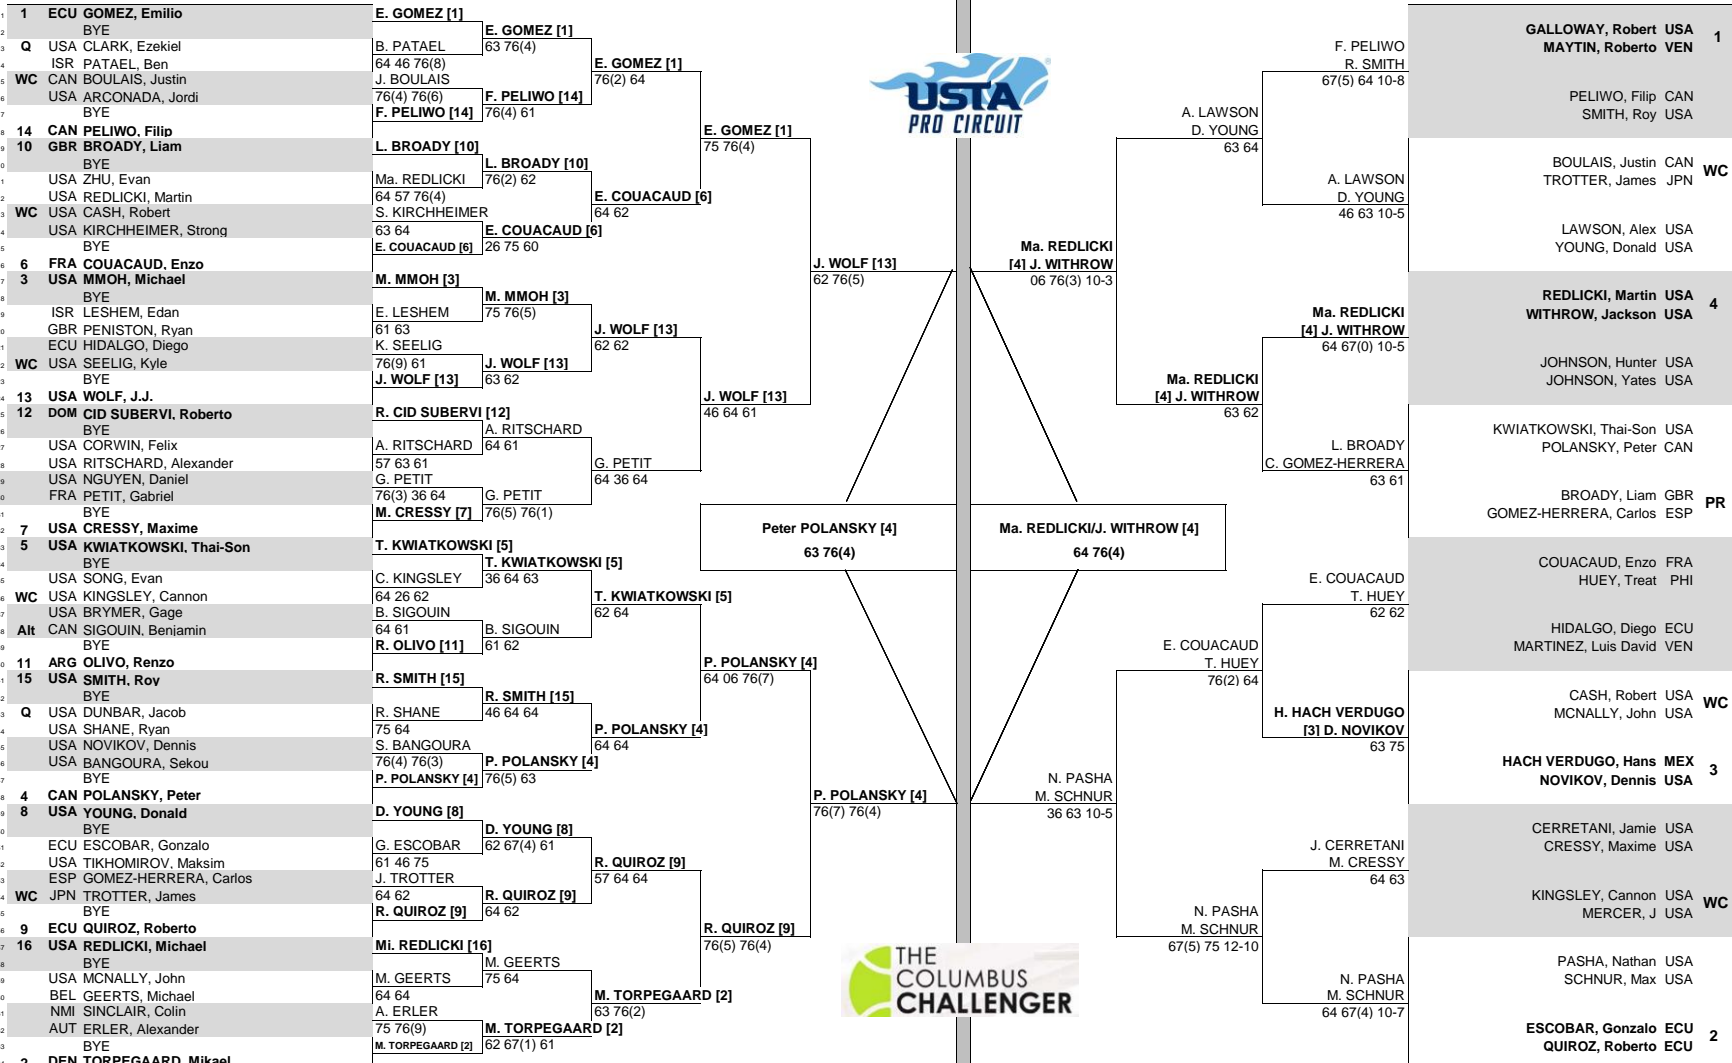 1 ECU GOMEZ, Emilio
BYE
Q USA CLARK, Ezekiel
ISR PATAEL, Ben
WC CAN BOULAIS, Justin
USA ARCONADA, Jordi
BYE
14 CAN PELIWO, Filip
10 GBR BROADY, Liam
BYE
USA ZHU, Evan
USA REDLICKI, Martin
WC USA CASH, Robert
USA KIRCHHEIMER, Strong
BYE
6 FRA COUACAUD, Enzo
3 USA MMOH, Michael
BYE
ISR LESHEM, Edan
GBR PENISTON, Ryan
ECU HIDALGO, Diego
WC USA SEELIG, Kyle
BYE
13 USA WOLF, J.J.
12 DOM CID SUBERVI, Roberto
BYE
USA CORWIN, Felix
USA RITSCHARD, Alexander
USA NGUYEN, Daniel
FRA PETIT, Gabriel
BYE
7 USA CRESSY, Maxime
5 USA KWIATKOWSKI, Thai-Son
BYE
USA SONG, Evan
WC USA KINGSLEY, Cannon
USA BRYMER, Gage
Alt CAN SIGOUIN, Benjamin
BYE
11 ARG OLIVO, Renzo
15 USA SMITH, Roy
BYE
Q USA DUNBAR, Jacob
USA SHANE, Ryan
USA NOVIKOV, Dennis
USA BANGOURA, Sekou
BYE
4 CAN POLANSKY, Peter
8 USA YOUNG, Donald
BYE
ECU ESCOBAR, Gonzalo
USA TIKHOMIROV, Maksim
ESP GOMEZ-HERRERA, Carlos
WC JPN TROTTER, James
BYE
9 ECU QUIROZ, Roberto
16 USA REDLICKI, Michael
BYE
USA MCNALLY, John
BEL GEERTS, Michael
NMI SINCLAIR, Colin
AUT ERLER, Alexander
BYE
2 DEN TORPEGAARD, Mikael
E. GOMEZ [1]
B. PATAEL
64 46 76(8)
J. BOULAIS
76(4) 76(6)
F. PELIWO [14]
L. BROADY [10]
Ma. REDLICKI
64 57 76(4)
S. KIRCHHEIMER
63 64
E. COUACAUD [6]
M. MMOH [3]
E. LESHEM
61 63
K. SEELIG
76(9) 61
J. WOLF [13]
R. CID SUBERVI [12]
A. RITSCHARD
57 63 61
G. PETIT
76(3) 36 64
M. CRESSY [7]
T. KWIATKOWSKI [5]
C. KINGSLEY
64 26 62
B. SIGOUIN
64 61
R. OLIVO [11]
R. SMITH [15]
R. SHANE
75 64
S. BANGOURA
76(4) 76(3)
P. POLANSKY [4]
D. YOUNG [8]
G. ESCOBAR
61 46 75
J. TROTTER
64 62
R. QUIROZ [9]
Mi. REDLICKI [16]
M. GEERTS
64 64
A. ERLER
75 76(9)
M. TORPEGAARD [2]
E. GOMEZ [1]
63 76(4)
F. PELIWO [14]
76(4) 61
L. BROADY [10]
76(2) 62
E. COUACAUD [6]
26 75 60
M. MMOH [3]
75 76(5)
J. WOLF [13]
63 62
A. RITSCHARD
64 61
G. PETIT
76(5) 76(1)
T. KWIATKOWSKI [5]
36 64 63
B. SIGOUIN
61 62
R. SMITH [15]
46 64 64
P. POLANSKY [4]
76(5) 63
D. YOUNG [8]
62 67(4) 61
R. QUIROZ [9]
64 62
M. GEERTS
75 64
M. TORPEGAARD [2]
62 67(1) 61
E. GOMEZ [1]
76(2) 64
E. COUACAUD [6]
64 62
J. WOLF [13]
62 62
G. PETIT
64 36 64
T. KWIATKOWSKI [5]
62 64
P. POLANSKY [4]
64 64
R. QUIROZ [9]
57 64 64
M. TORPEGAARD [2]
63 76(2)
E. GOMEZ [1]
75 76(4)
J. WOLF [13]
46 64 61
P. POLANSKY [4]
64 06 76(7)
R. QUIROZ [9]
76(5) 76(4)
J. WOLF [13]
62 76(5)
P. POLANSKY [4]
76(7) 76(4)
Peter POLANSKY [4]
63 76(4)
USTA
PRO CIRCUIT
THE
COLUMBUS
CHALLENGER
Ma. REDLICKI/J. WITHROW [4]
64 76(4)
Ma. REDLICKI
[4] J. WITHROW
06 76(3) 10-3
N. PASHA
M. SCHNUR
36 63 10-5
A. LAWSON
D. YOUNG
63 64
Ma. REDLICKI
[4] J. WITHROW
63 62
E. COUACAUD
T. HUEY
76(2) 64
N. PASHA
M. SCHNUR
67(5) 75 12-10
F. PELIWO
R. SMITH
67(5) 64 10-8
A. LAWSON
D. YOUNG
46 63 10-5
Ma. REDLICKI
[4] J. WITHROW
64 67(0) 10-5
L. BROADY
C. GOMEZ-HERRERA
63 61
E. COUACAUD
T. HUEY
62 62
H. HACH VERDUGO
[3] D. NOVIKOV
63 75
J. CERRETANI
M. CRESSY
64 63
N. PASHA
M. SCHNUR
64 67(4) 10-7
GALLOWAY, Robert USA 1
MAYTIN, Roberto VEN
PELIWO, Filip CAN
SMITH, Roy USA
BOULAIS, Justin CAN WC
TROTTER, James JPN
LAWSON, Alex USA
YOUNG, Donald USA
REDLICKI, Martin USA 4
WITHROW, Jackson USA
JOHNSON, Hunter USA
JOHNSON, Yates USA
KWIATKOWSKI, Thai-Son USA
POLANSKY, Peter CAN
BROADY, Liam GBR PR
GOMEZ-HERRERA, Carlos ESP
COUACAUD, Enzo FRA
HUEY, Treat PHI
HIDALGO, Diego ECU
MARTINEZ, Luis David VEN
CASH, Robert USA WC
MCNALLY, John USA
HACH VERDUGO, Hans MEX 3
NOVIKOV, Dennis USA
CERRETANI, Jamie USA
CRESSY, Maxime USA
KINGSLEY, Cannon USA WC
MERCER, J USA
PASHA, Nathan USA
SCHNUR, Max USA
ESCOBAR, Gonzalo ECU 2
QUIROZ, Roberto ECU